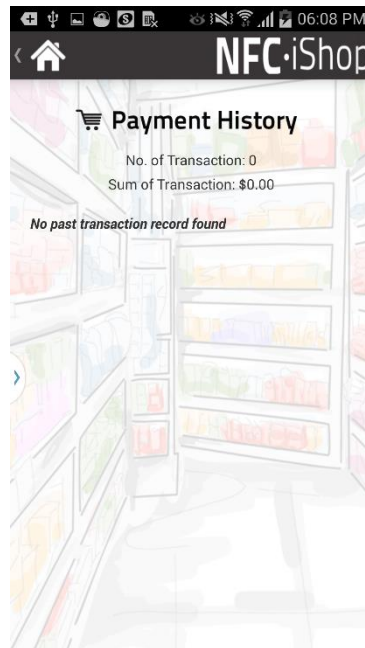 06:08 PM
NFC·iShop
Payment History
No. of Transaction: 0
Sum of Transaction: $0.00
No past transaction record found